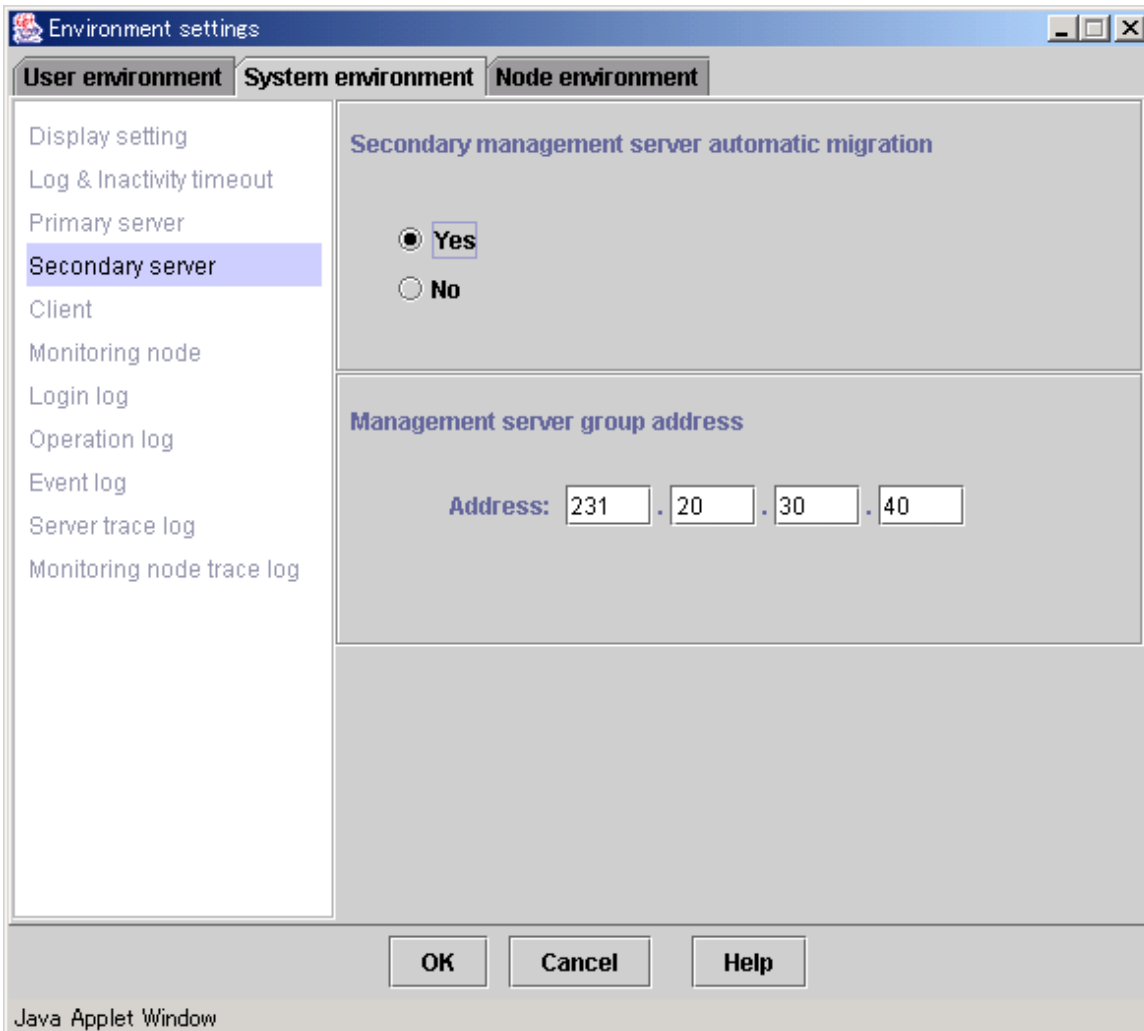 Environment settings
User environment System environment Node environment
Display setting
Log & Inactivity timeout
Primary server
Secondary server
Client
Monitoring node
Login log
Operation log
Event log
Server trace log
Monitoring node trace log
Secondary management server automatic migration
Yes
No
Management server group address
Address: 231 . 20 . 30 . 40
OK Cancel Help
Java Applet Window